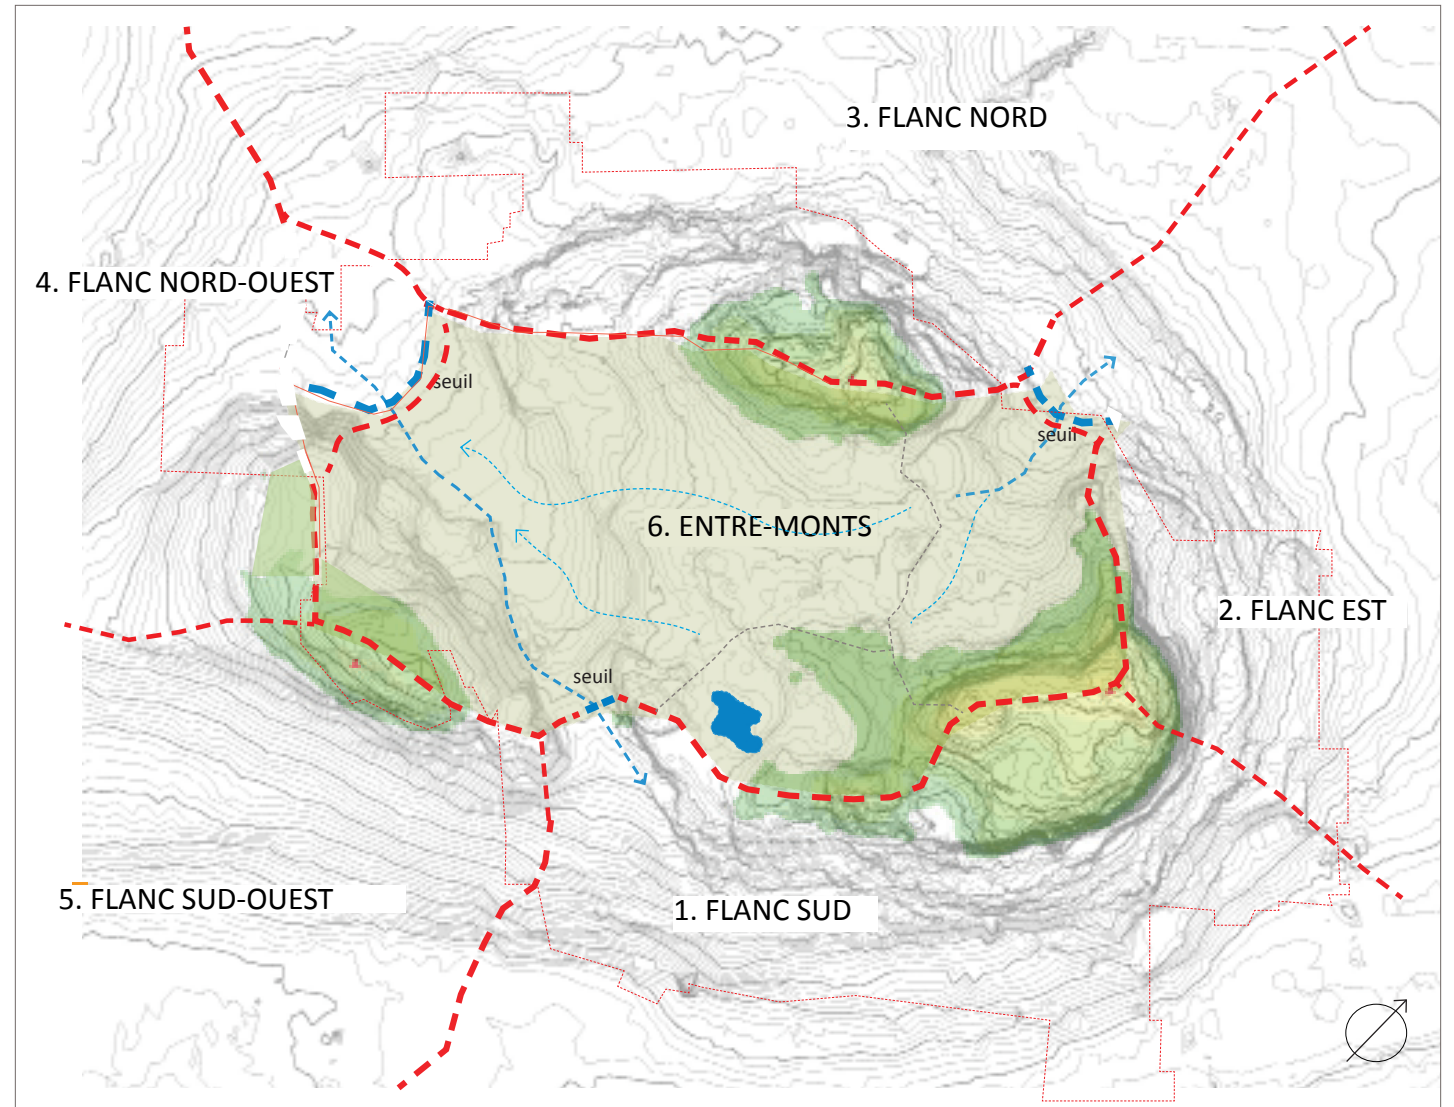 3. FLANC NORD
4. FLANC NORD-OUEST
seuil
seuil
6. ENTRE-MONTS
2. FLANC EST
seuil
5. FLANC SUD-OUEST
1. FLANC SUD